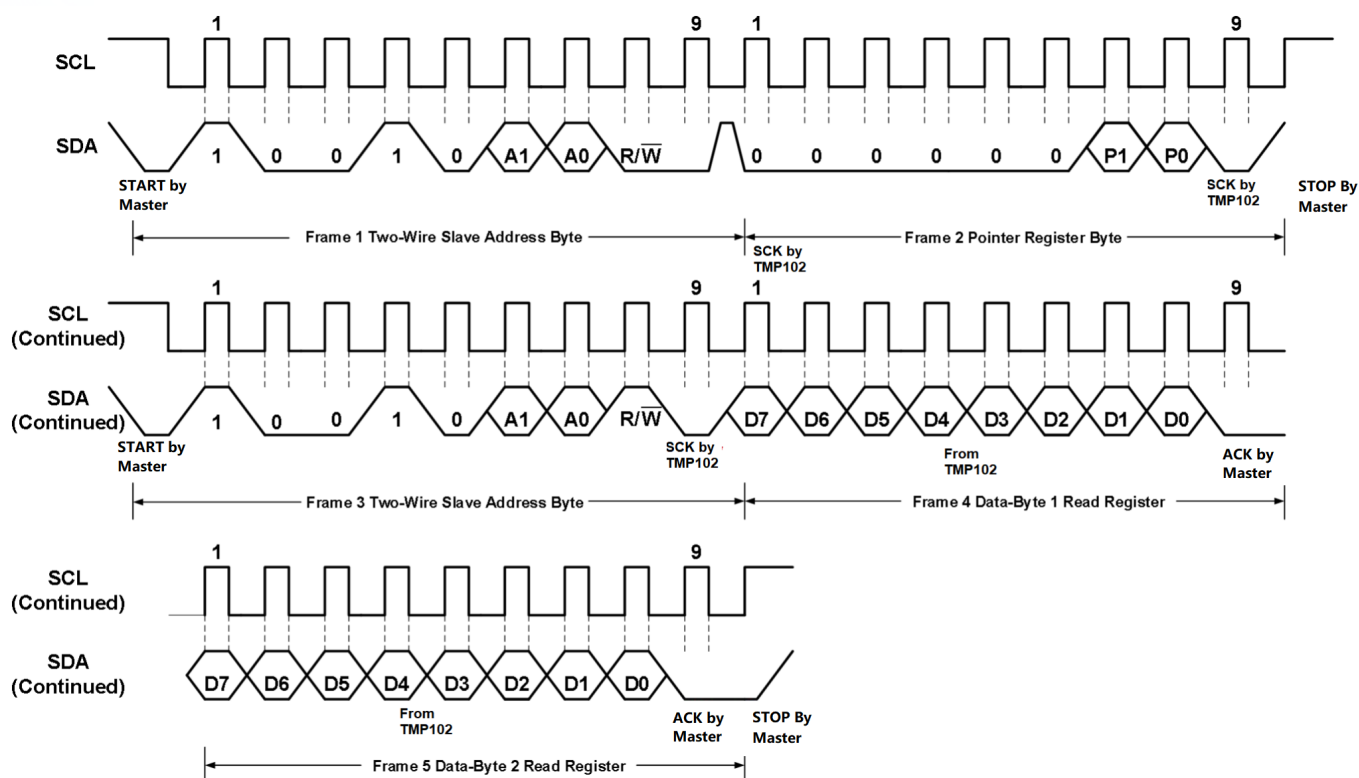 1 9 1 9
SCL
SDA
1 0 0 1 0 A1 A0 R/W̅ 0 0 0 0 0 0 P1 P0
START by
Master
SCK by
TMP102
STOP By
Master
Frame 1 Two-Wire Slave Address Byte
Frame 2 Pointer Register Byte
SCK by
TMP102
1 9 1 9
SCL
(Continued)
SDA
(Continued)
1 0 0 1 0 A1 A0 R/W̅ D7 D6 D5 D4 D3 D2 D1 D0
START by
Master
SCK by
TMP102
From
TMP102
ACK by
Master
Frame 3 Two-Wire Slave Address Byte
Frame 4 Data-Byte 1 Read Register
1 9
SCL
(Continued)
SDA
(Continued)
D7 D6 D5 D4 D3 D2 D1 D0
From
TMP102
ACK by
Master
STOP By
Master
Frame 5 Data-Byte 2 Read Register